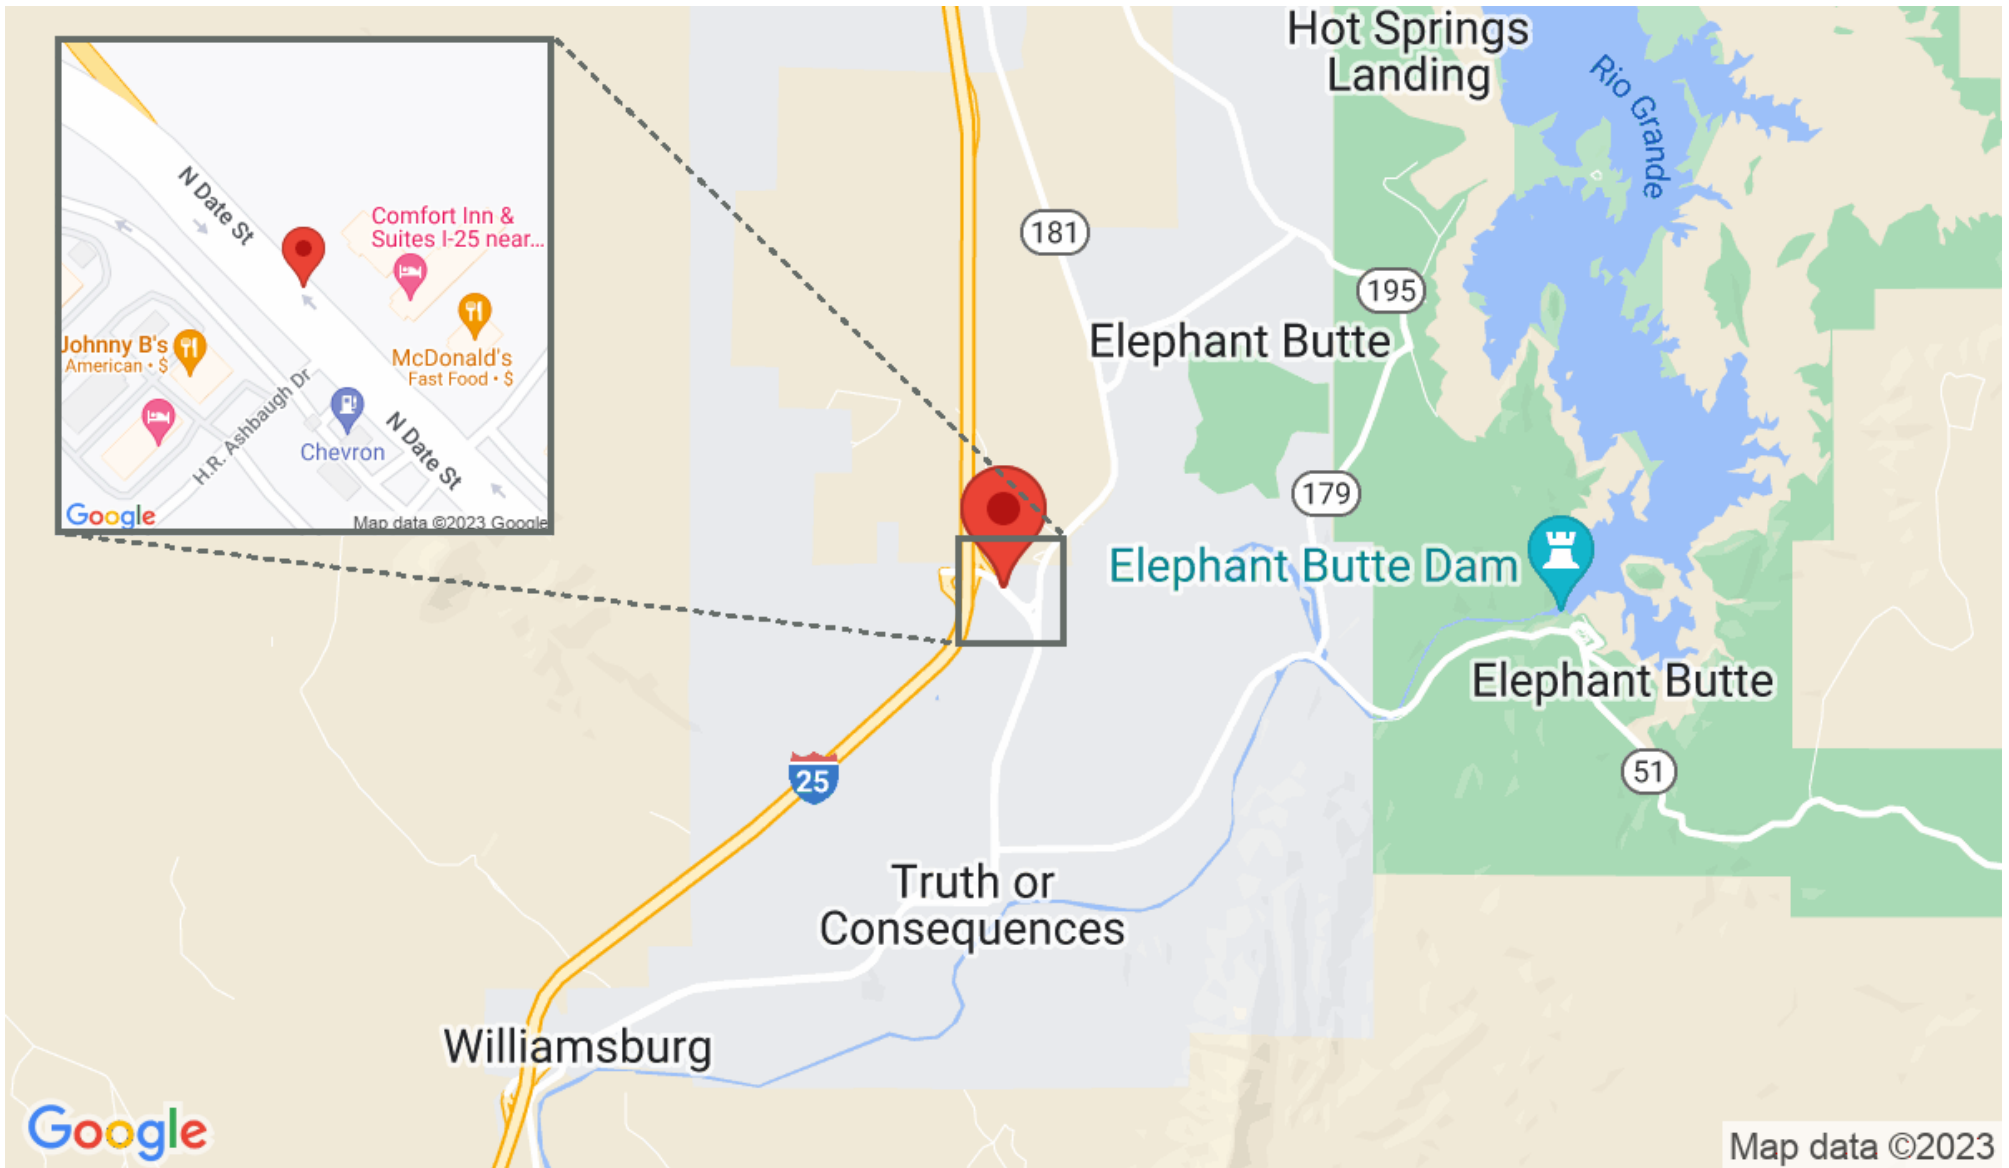 N Date St
Comfort Inn &
Suites I-25 near...
Johnny B's
American • $
McDonald's
Fast Food • $
H.R. Ashbaugh Dr
Chevron
N Date St
Google
Map data ©2023 Google
Hot Springs
Landing
Rio Grande
181
195
Elephant Butte
179
Elephant Butte Dam
Elephant Butte
51
25
Truth or
Consequences
Williamsburg
Google
Map data ©2023